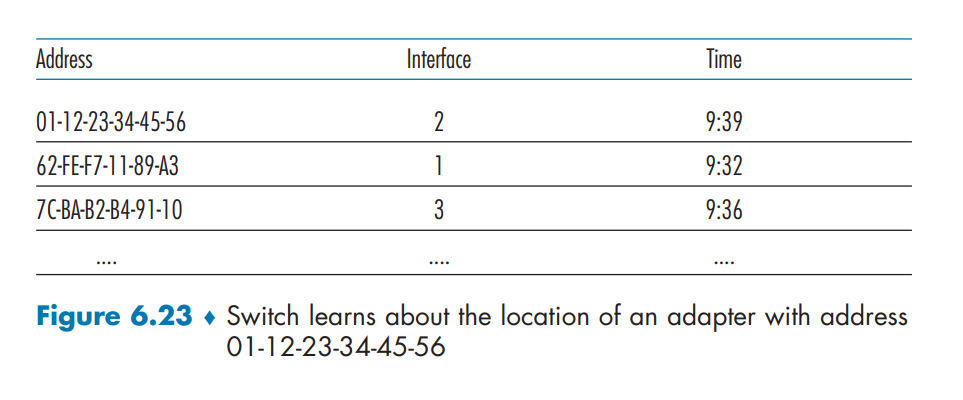 Address Interface Time
01-12-23-34-45-56 2 9:39
62-FE-F7-11-89-A3 1 9:32
7C-BA-B2-B4-91-10 3 9:36
.... .... ....
Figure 6.23 ♦ Switch learns about the location of an adapter with address
01-12-23-34-45-56